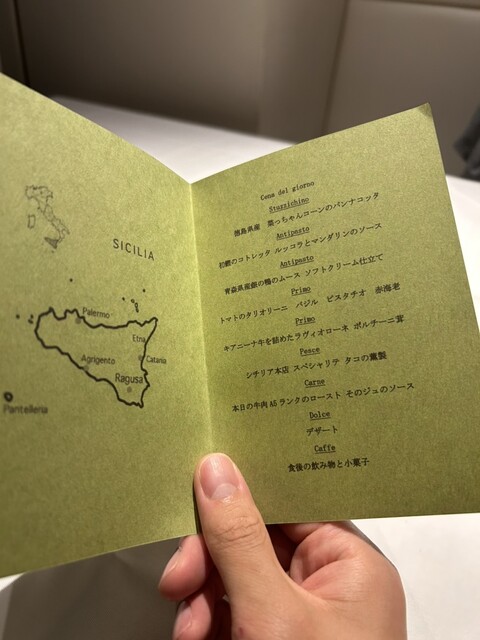 SICILIA
Palermo
Etna
Catania
Agrigento
Ragusa
Pantelleria
Cena del giorno
Stuzzichino
徳島県産 菜っちゃんコーンのパンナコッタ
Antipasto
初鰹のコトレッタ ルッコラとマンダリンのソース
Antipasto
青森県産銀の鴨のムース ソフトクリーム仕立て
Primo
トマトのタリオリーニ バジル ピスタチオ 赤海老
Primo
キアニーナ牛を詰めたラヴィオローネ ポルチーニ茸
Pesce
シチリア本店 スペシャリテ タコの燻製
Carne
本日の牛肉 A5 ランクのロースト そのジュのソース
Dolce
デザート
Caffe
食後の飲み物と小菓子